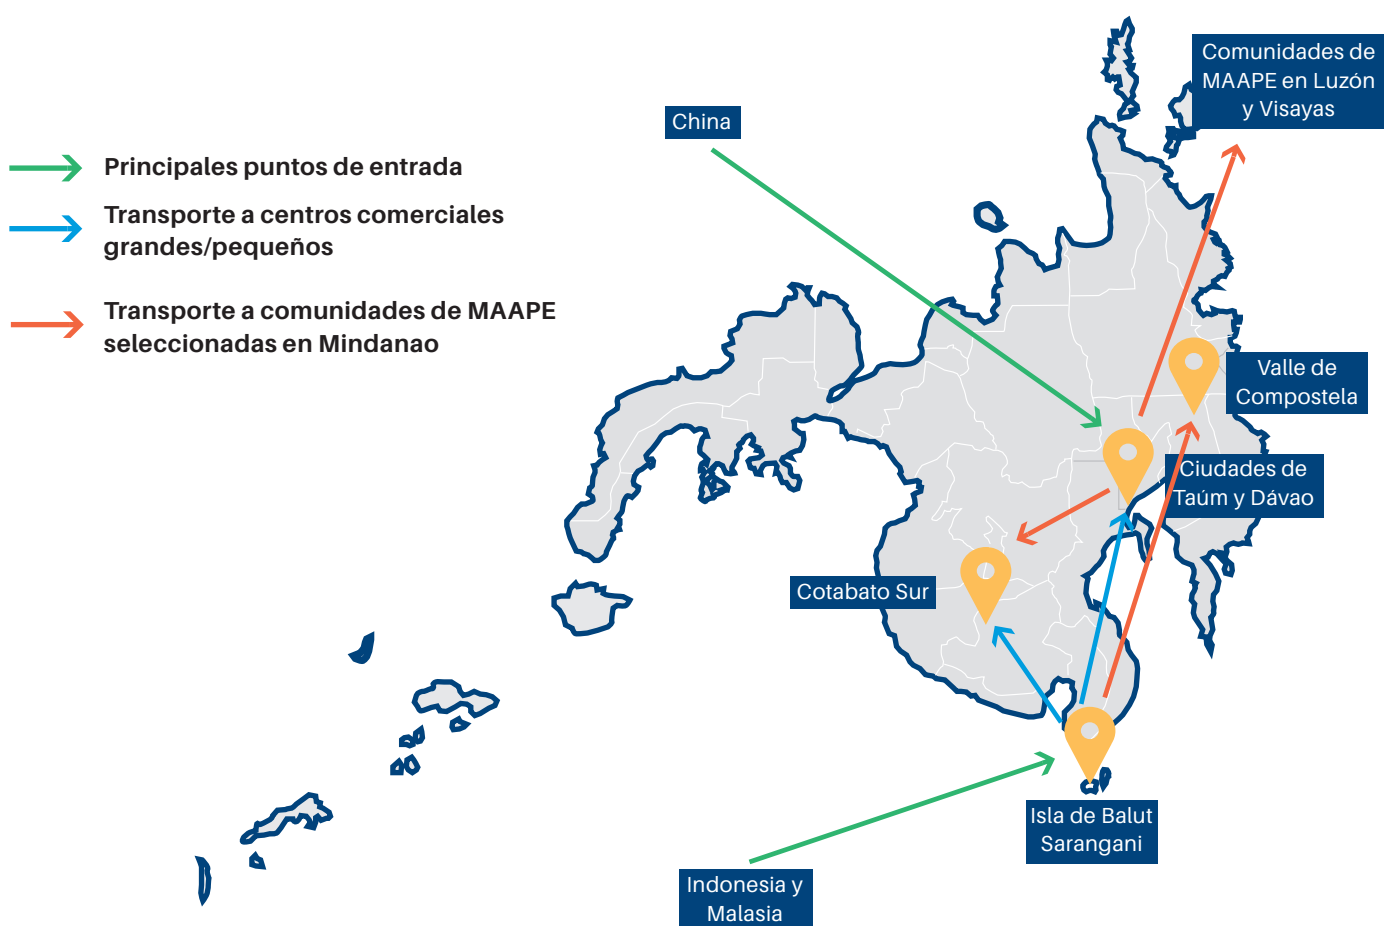 Comunidades de
MAAPE en Luzón
y Visayas
China
Principales puntos de entrada
Transporte a centros comerciales
grandes/pequeños
Transporte a comunidades de MAAPE
seleccionadas en Mindanao
Valle de
Compostela
Ciudades de
Taúm y Dávao
Cotabato Sur
Isla de Balut
Sarangani
Indonesia y
Malasia